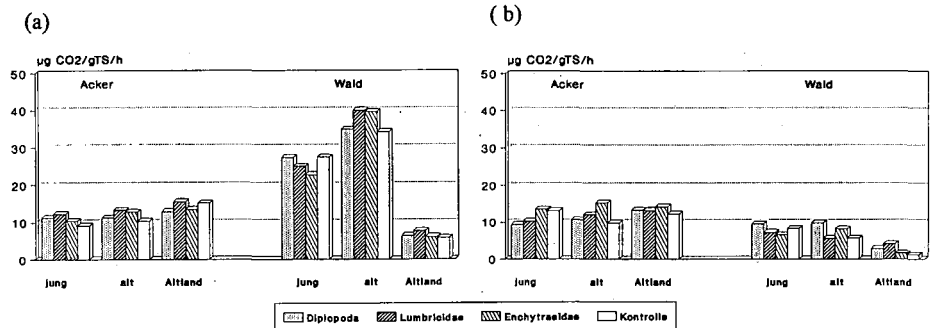 (a)
µg CO2/gTS/h
50
40
30
20
10
0
Acker
Wald
jung
alt
Altland
jung
alt
Altland
( b)
µg CO2/gTS/h
50
40
30
20
10
0
Acker
Wald
jung
alt
Altland
jung
alt
Altland
Diplopoda Lumbricidae Enchytraeidae Kontrolle